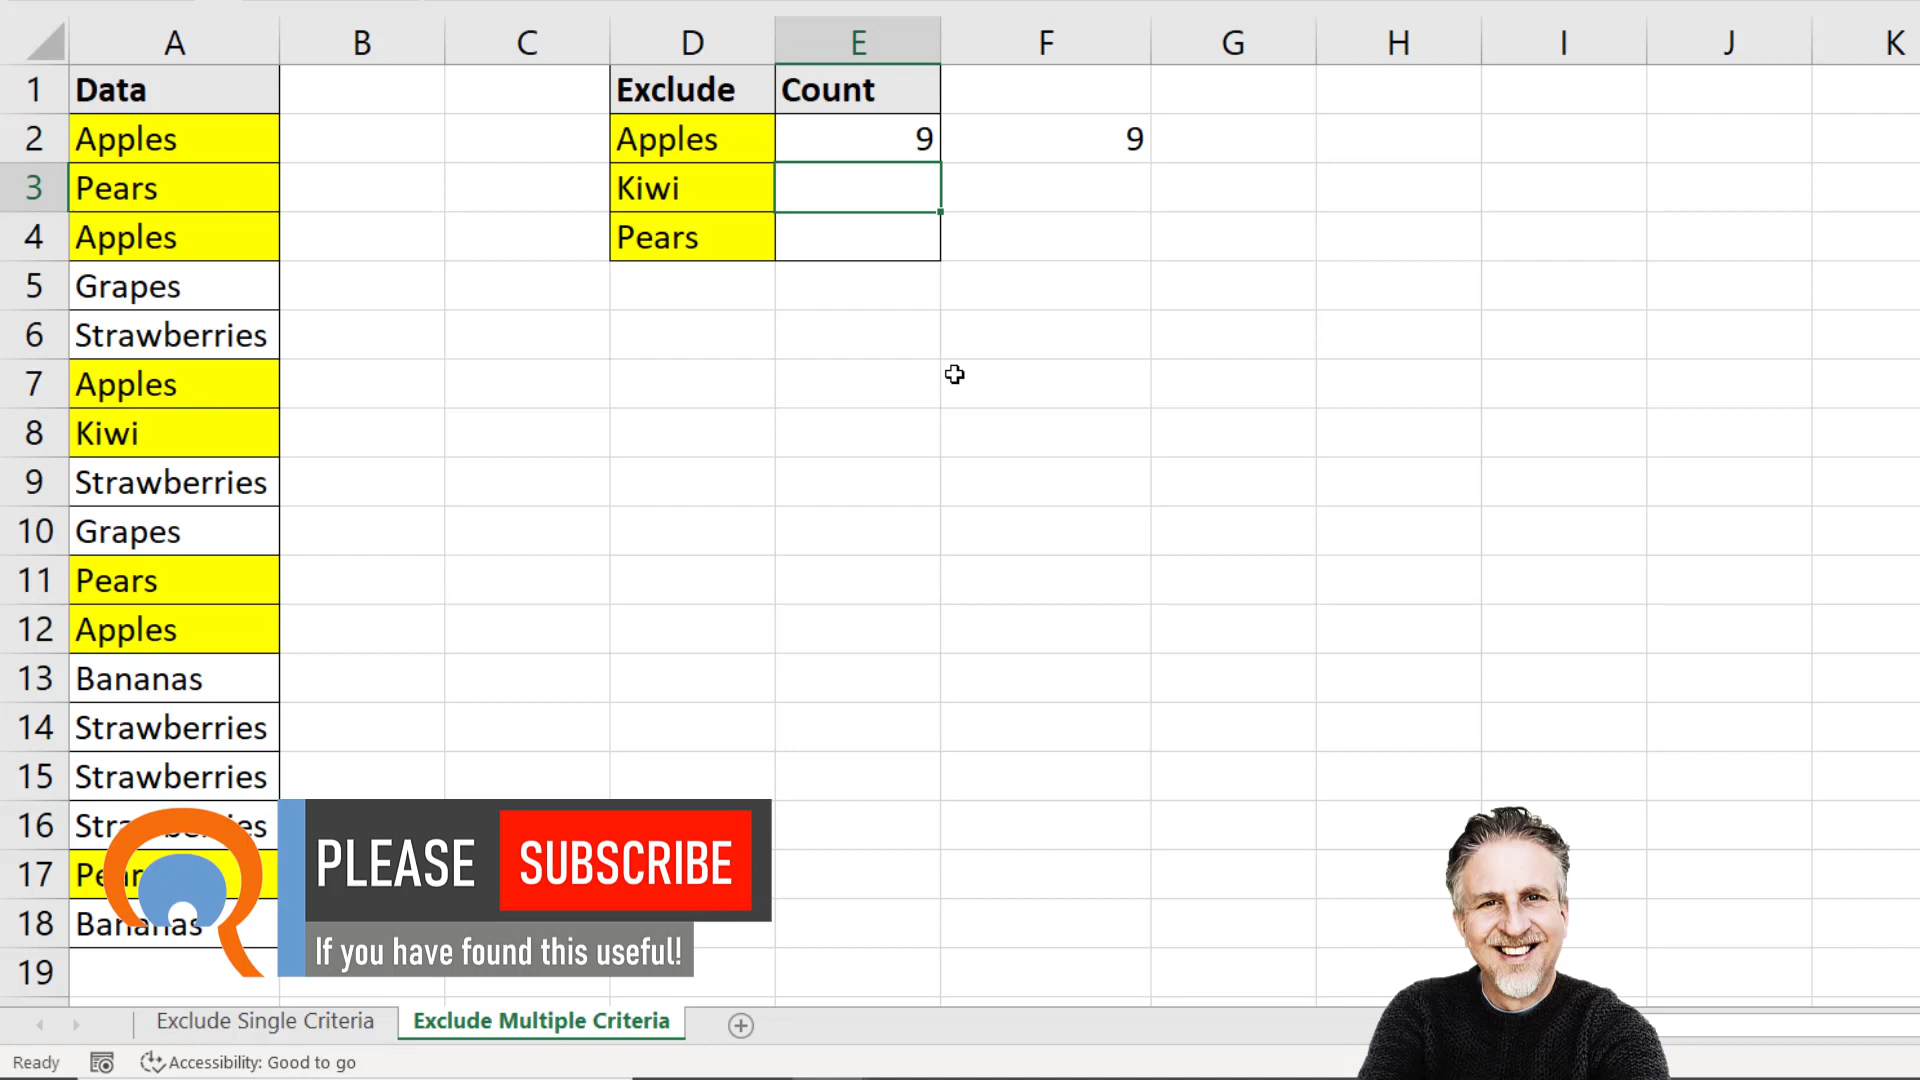 A B C D E F G H I J K
1 Data Exclude Count
2 Apples Apples 9 9
3 Pears Kiwi
4 Apples Pears
5 Grapes
6 Strawberries
7 Apples
8 Kiwi
9 Strawberries
10 Grapes
11 Pears
12 Apples
13 Bananas
14 Strawberries
15 Strawberries
16 Strawberries
17 Pears
18 Bananas
19
PLEASE SUBSCRIBE
If you have found this useful!
Exclude Single Criteria Exclude Multiple Criteria
Ready Accessibility: Good to go